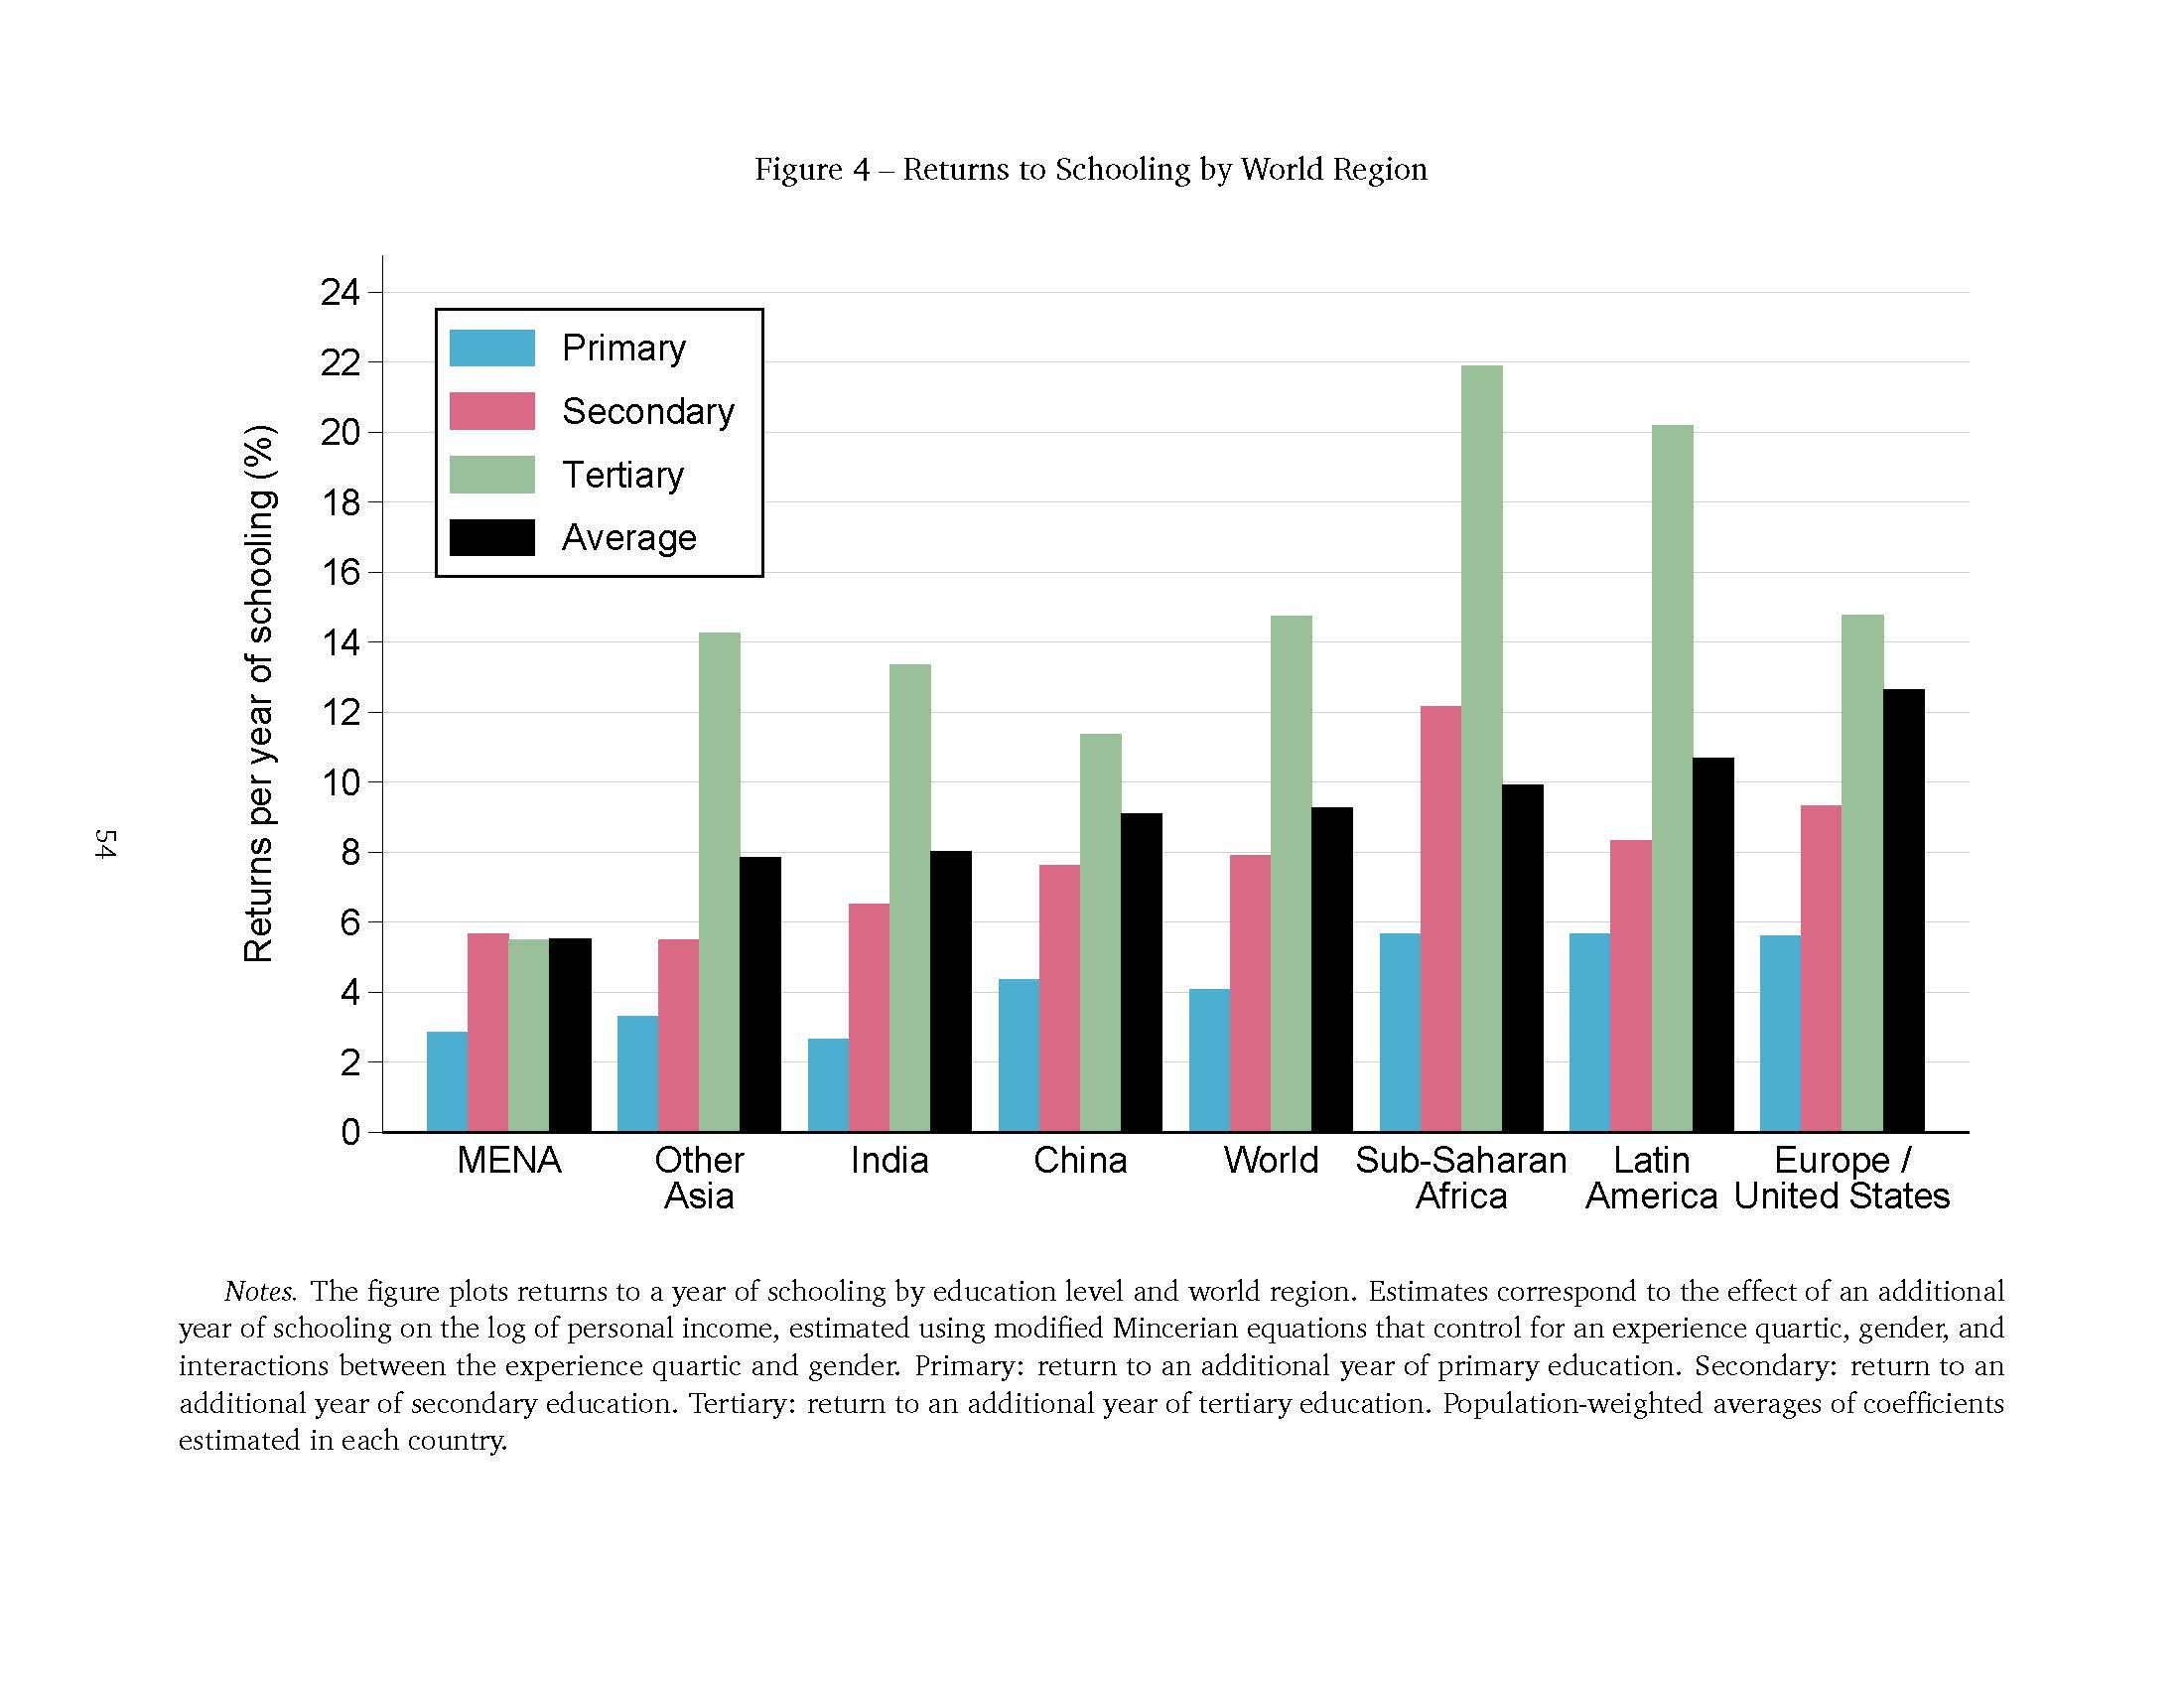 Figure 4 – Returns to Schooling by World Region
Returns per year of schooling (%)
24
22
20
18
16
14
12
10
8
6
4
2
0
Primary
Secondary
Tertiary
Average
MENA
Other
Asia
India
China
World
Sub-Saharan
Africa
Latin
America
Europe /
United States
Notes. The figure plots returns to a year of schooling by education level and world region. Estimates correspond to the effect of an additional
year of schooling on the log of personal income, estimated using modified Mincerian equations that control for an experience quartic, gender, and
interactions between the experience quartic and gender. Primary: return to an additional year of primary education. Secondary: return to an
additional year of secondary education. Tertiary: return to an additional year of tertiary education. Population-weighted averages of coefficients
estimated in each country.
54